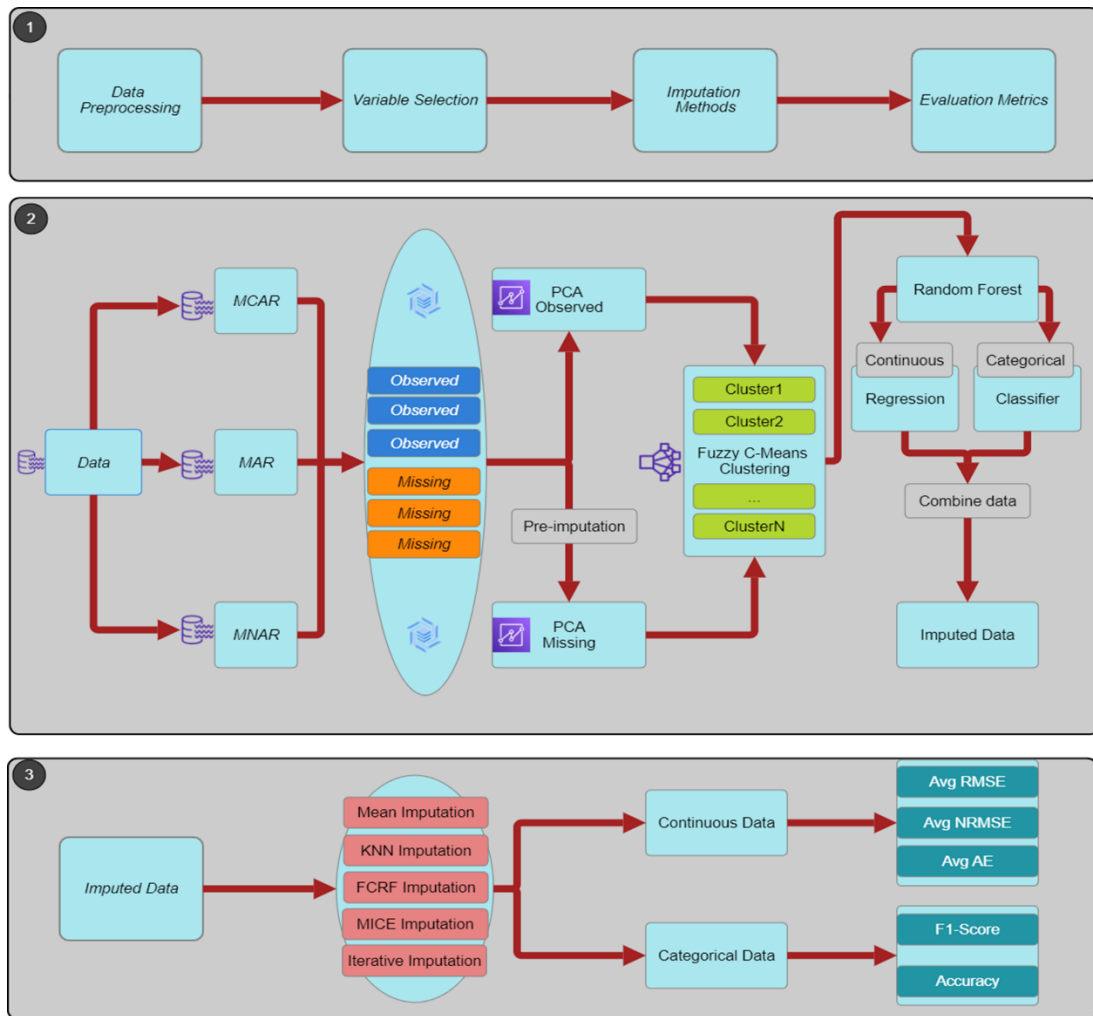 1
Data
Preprocessing
Variable Selection
Imputation
Methods
Evaluation Metrics
2
Data
MCAR
MAR
MNAR
Observed
Observed
Observed
Missing
Missing
Missing
PCA
Observed
Pre-imputation
PCA
Missing
Cluster1
Cluster2
Fuzzy C-Means
Clustering
...
ClusterN
Random Forest
Continuous
Categorical
Regression
Classifier
Combine data
Imputed Data
3
Imputed Data
Mean Imputation
KNN Imputation
FCRF Imputation
MICE Imputation
Iterative Imputation
Continuous Data
Categorical Data
Avg RMSE
Avg NRMSE
Avg AE
F1-Score
Accuracy